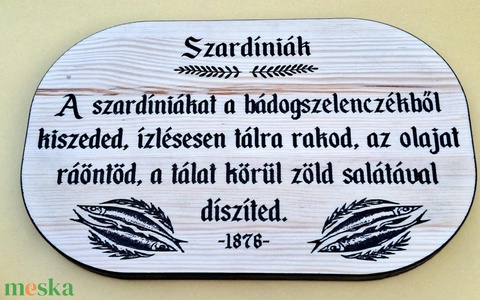 Szardíniák
A szardíniákat a bádogszelenczékből
kiszeded, ízlésesen tálra rakod, az olajat
ráöntöd, a tálat körül zöld salátával
díszíted.
-1876-
meska